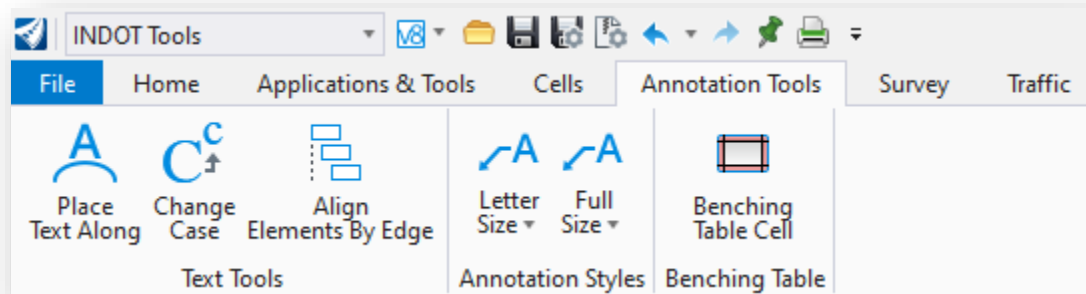 INDOT Tools
V8
File Home Applications & Tools Cells Annotation Tools Survey Traffic
A C C A A
Place Change Align Letter Full Benching
Text Along Case Elements By Edge Size Size Table Cell
Text Tools Annotation Styles Benching Table